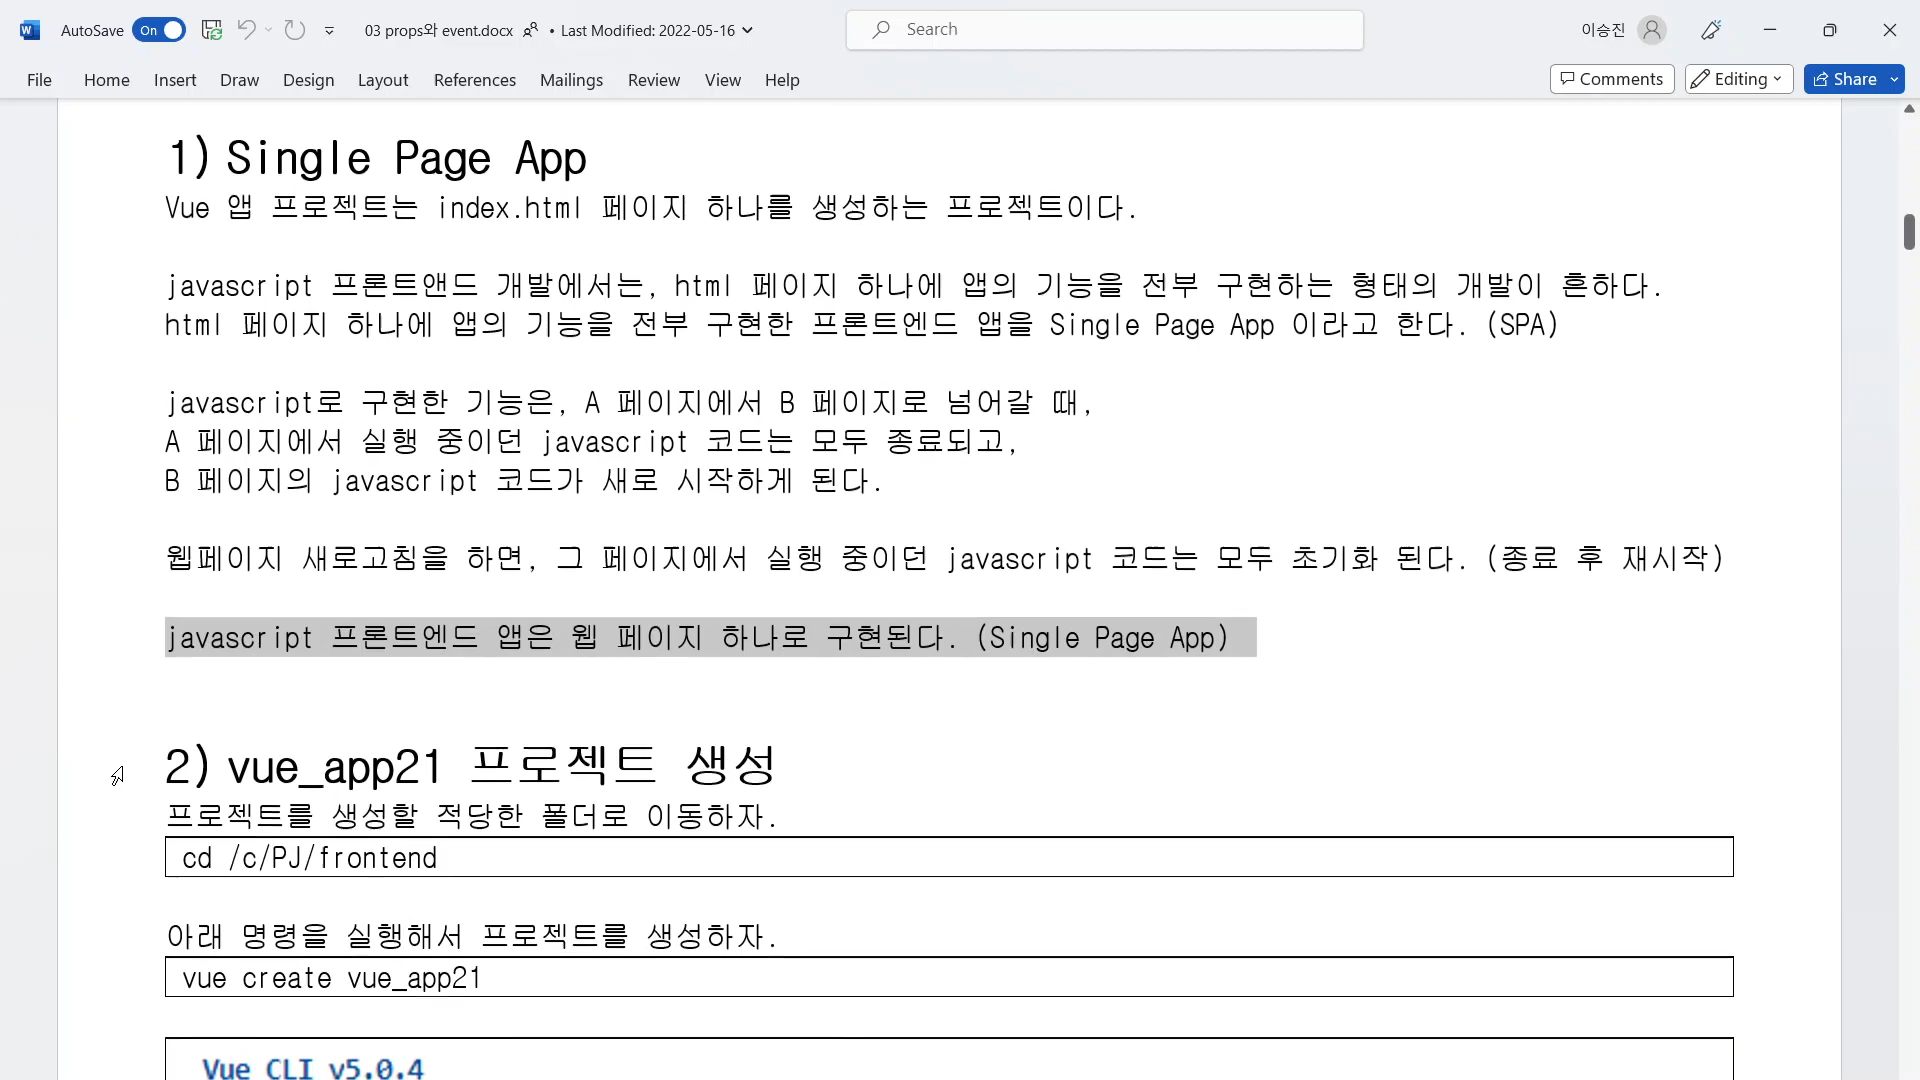 AutoSave On 03 props와 event.docx • Last Modified: 2022-05-16 Search 이승진
File Home Insert Draw Design Layout References Mailings Review View Help Comments Editing Share
1) Single Page App
Vue 앱 프로젝트는 index.html 페이지 하나를 생성하는 프로젝트이다.
javascript 프론트앤드 개발에서는, html 페이지 하나에 앱의 기능을 전부 구현하는 형태의 개발이 흔하다.
html 페이지 하나에 앱의 기능을 전부 구현한 프론트엔드 앱을 Single Page App 이라고 한다. (SPA)
javascript로 구현한 기능은, A 페이지에서 B 페이지로 넘어갈 때,
A 페이지에서 실행 중이던 javascript 코드는 모두 종료되고,
B 페이지의 javascript 코드가 새로 시작하게 된다.
웹페이지 새로고침을 하면, 그 페이지에서 실행 중이던 javascript 코드는 모두 초기화 된다. (종료 후 재시작)
javascript 프론트엔드 앱은 웹 페이지 하나로 구현된다. (Single Page App)
2) vue_app21 프로젝트 생성
프로젝트를 생성할 적당한 폴더로 이동하자.
cd /c/PJ/frontend
아래 명령을 실행해서 프로젝트를 생성하자.
vue create vue_app21
Vue CLI v5.0.4